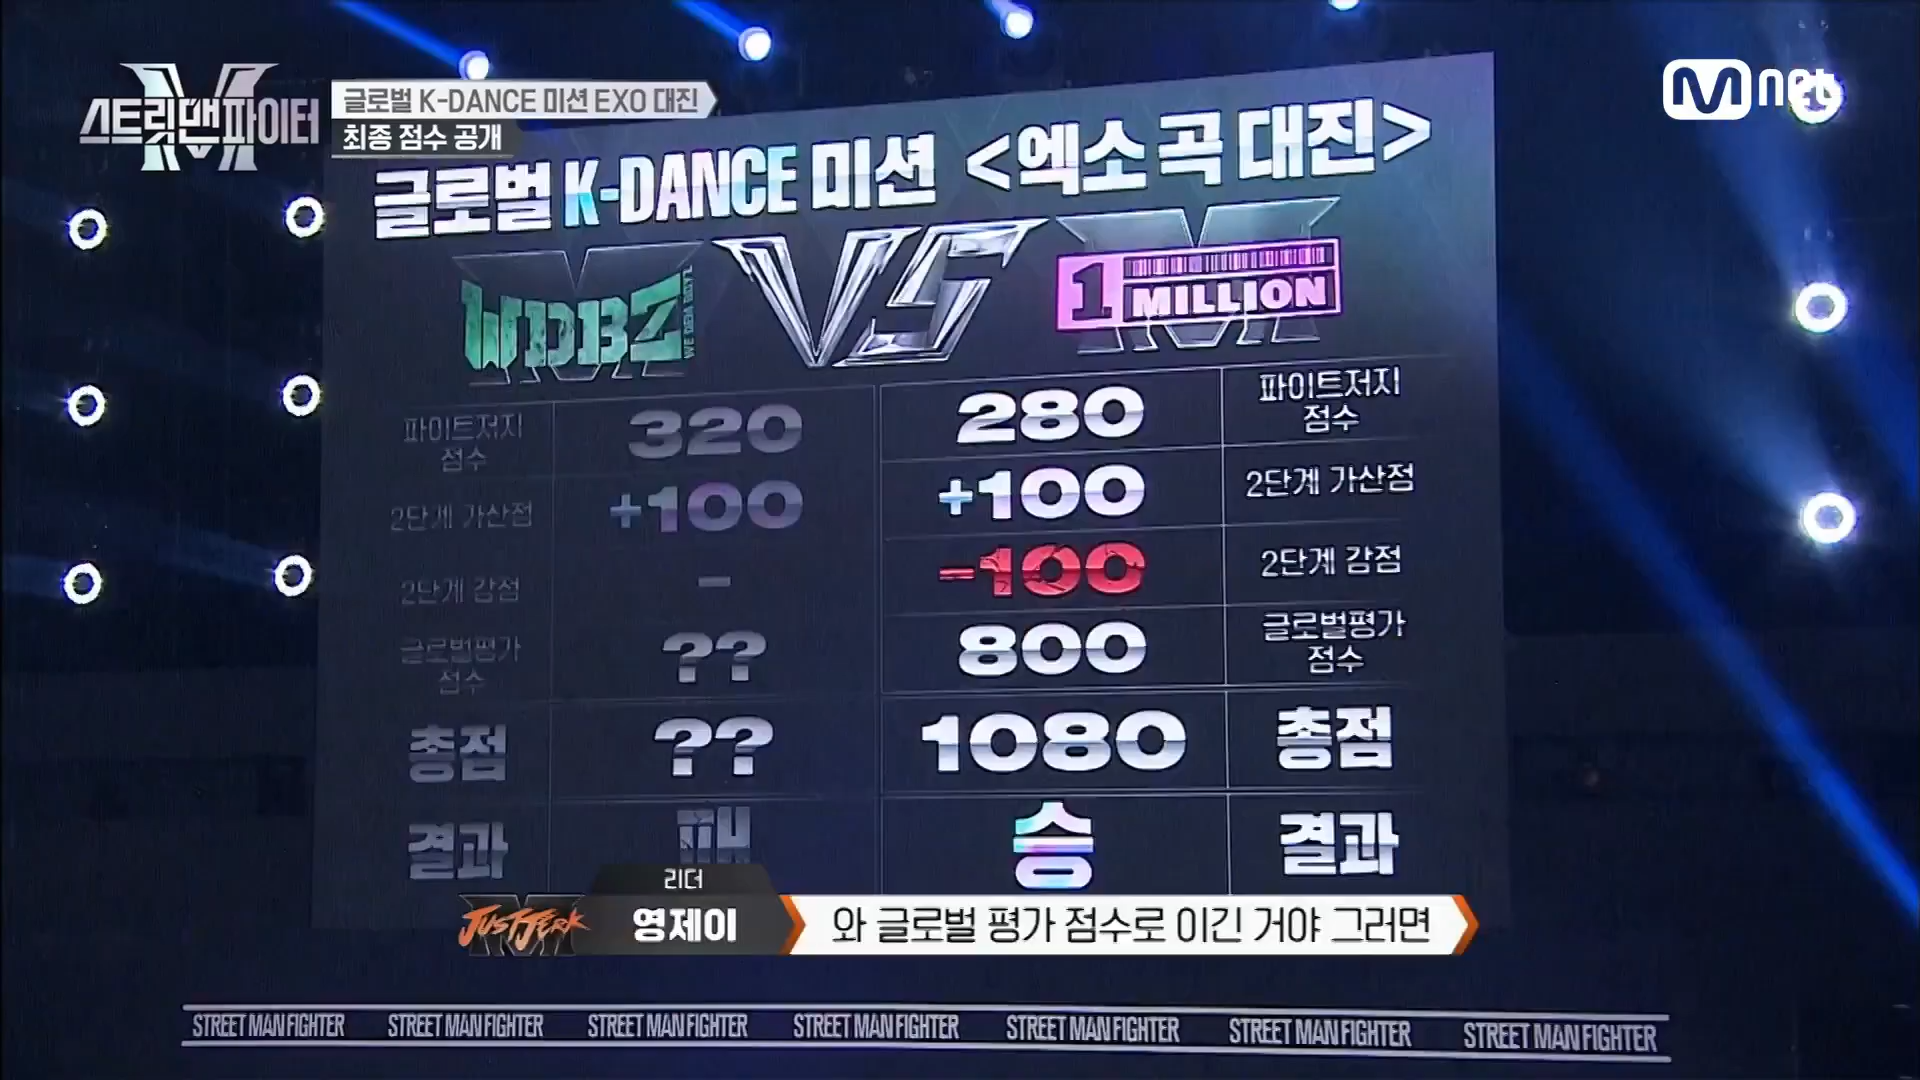 스트릿맨파이터
글로벌 K-DANCE 미션 EXO 대진
최종 점수 공개
Mnet
글로벌 K-DANCE 미션 <엑소 곡 대진>
WDBZ
VS
1 MILLION
파이트저지 점수 320 280 파이트저지 점수
2단계 가산점 +100 +100 2단계 가산점
2단계 감점 - -100 2단계 감점
글로벌평가 점수 ?? 800 글로벌평가 점수
총점 ?? 1080 총점
결과 패 승 결과
JUSTJERK
리더
영제이
와 글로벌 평가 점수로 이긴 거야 그러면
STREET MAN FIGHTER STREET MAN FIGHTER STREET MAN FIGHTER STREET MAN FIGHTER STREET MAN FIGHTER STREET MAN FIGHTER STREET MAN FIGHTER